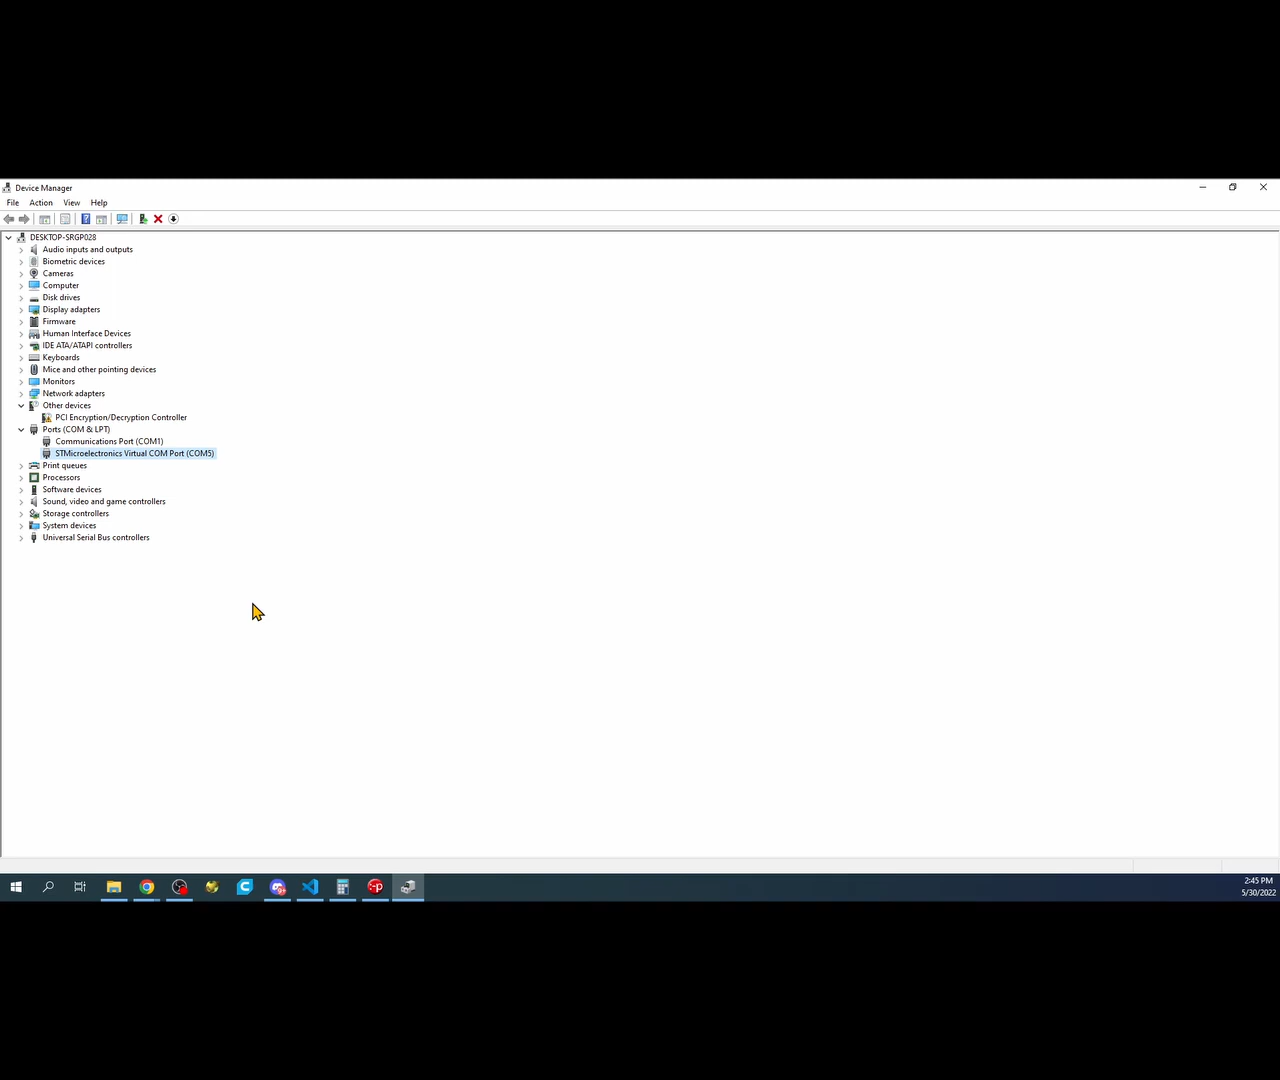 Device Manager
File Action View Help
DESKTOP-SRGP028
Audio inputs and outputs
Biometric devices
Cameras
Computer
Disk drives
Display adapters
Firmware
Human Interface Devices
IDE ATA/ATAPI controllers
Keyboards
Mice and other pointing devices
Monitors
Network adapters
Other devices
PCI Encryption/Decryption Controller
Ports (COM & LPT)
Communications Port (COM1)
STMicroelectronics Virtual COM Port (COM5)
Print queues
Processors
Software devices
Sound, video and game controllers
Storage controllers
System devices
Universal Serial Bus controllers
2:45 PM
5/30/2022